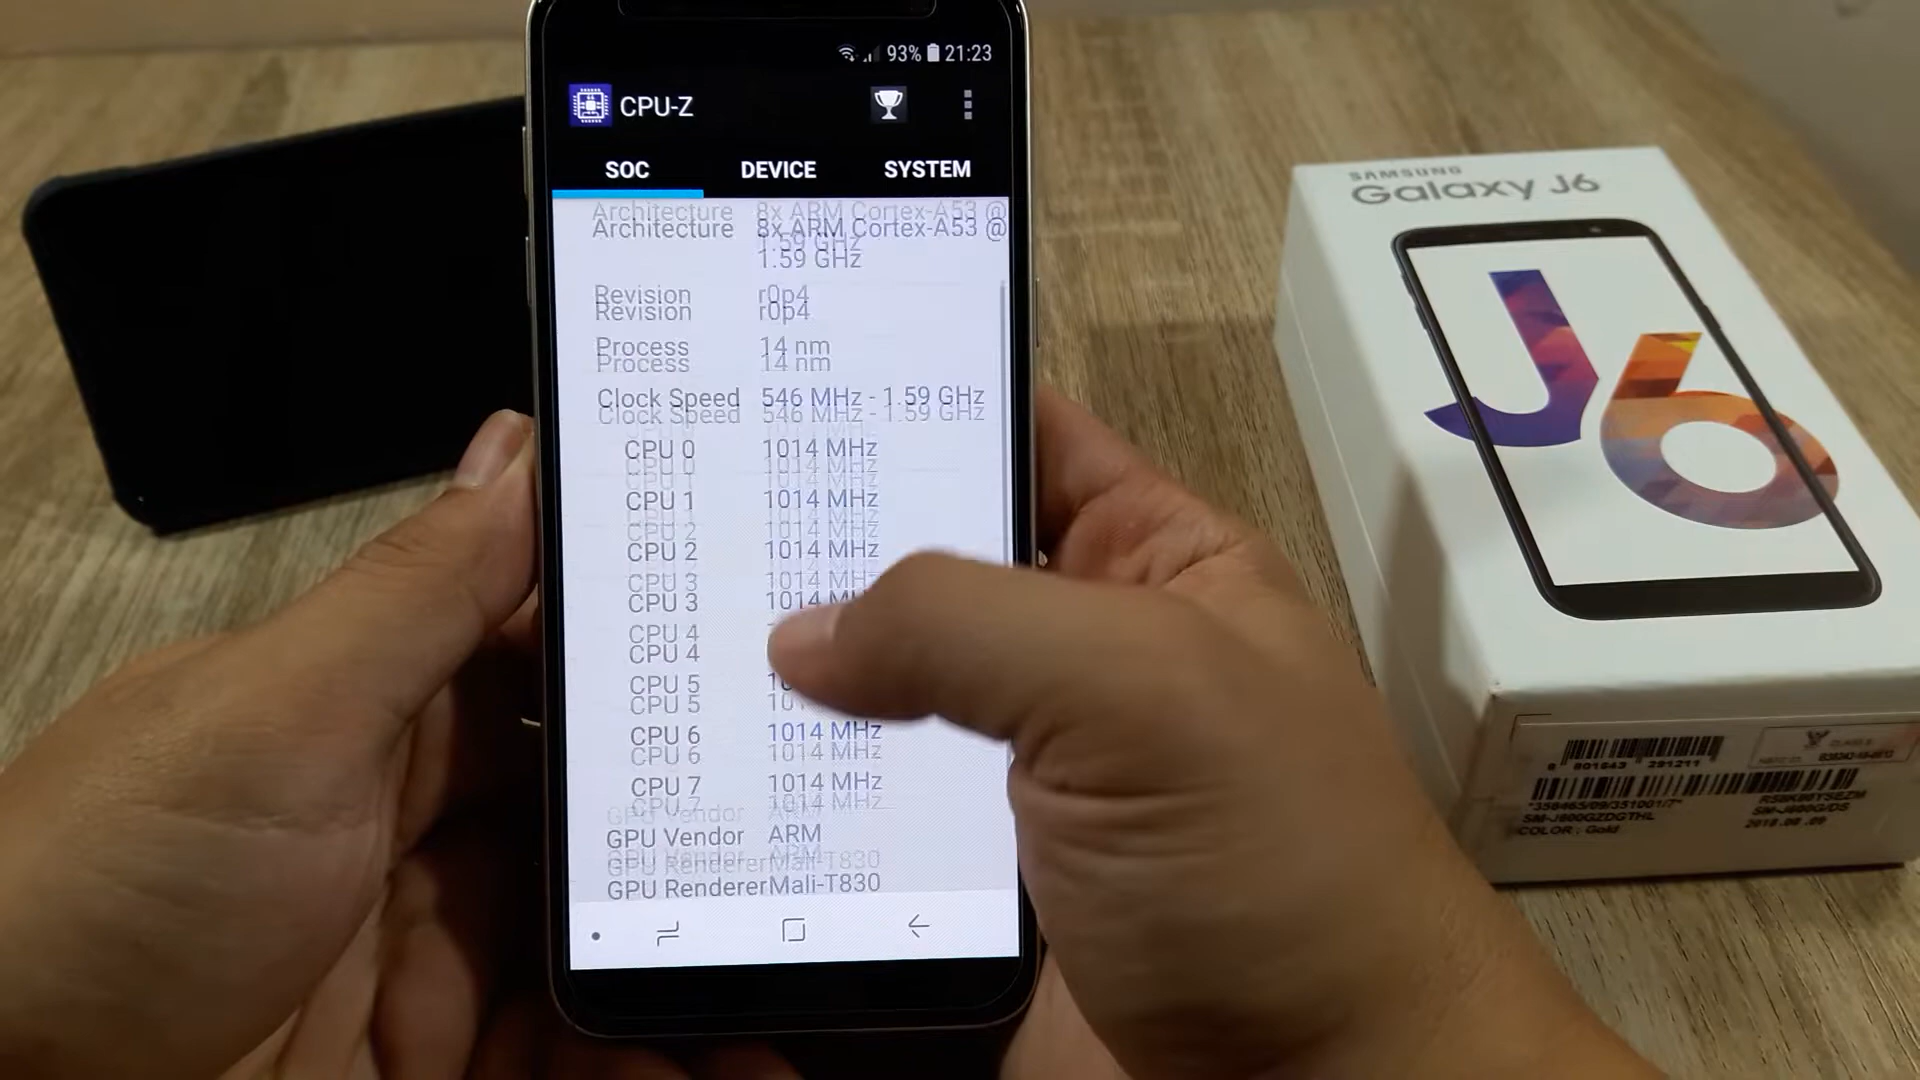 93% 21:23
CPU-Z
SOC DEVICE SYSTEM
Architecture 8x ARM Cortex-A53 @
1.59 GHz
Revision r0p4
Process 14 nm
Clock Speed 546 MHz - 1.59 GHz
CPU 0 1014 MHz
CPU 1 1014 MHz
CPU 2 1014 MHz
CPU 3 1014 MHz
CPU 4
CPU 5
CPU 6 1014 MHz
CPU 7 1014 MHz
GPU Vendor ARM
GPU Renderer Mali-T830
SAMSUNG
Galaxy J6
J6
COLOR : Gold